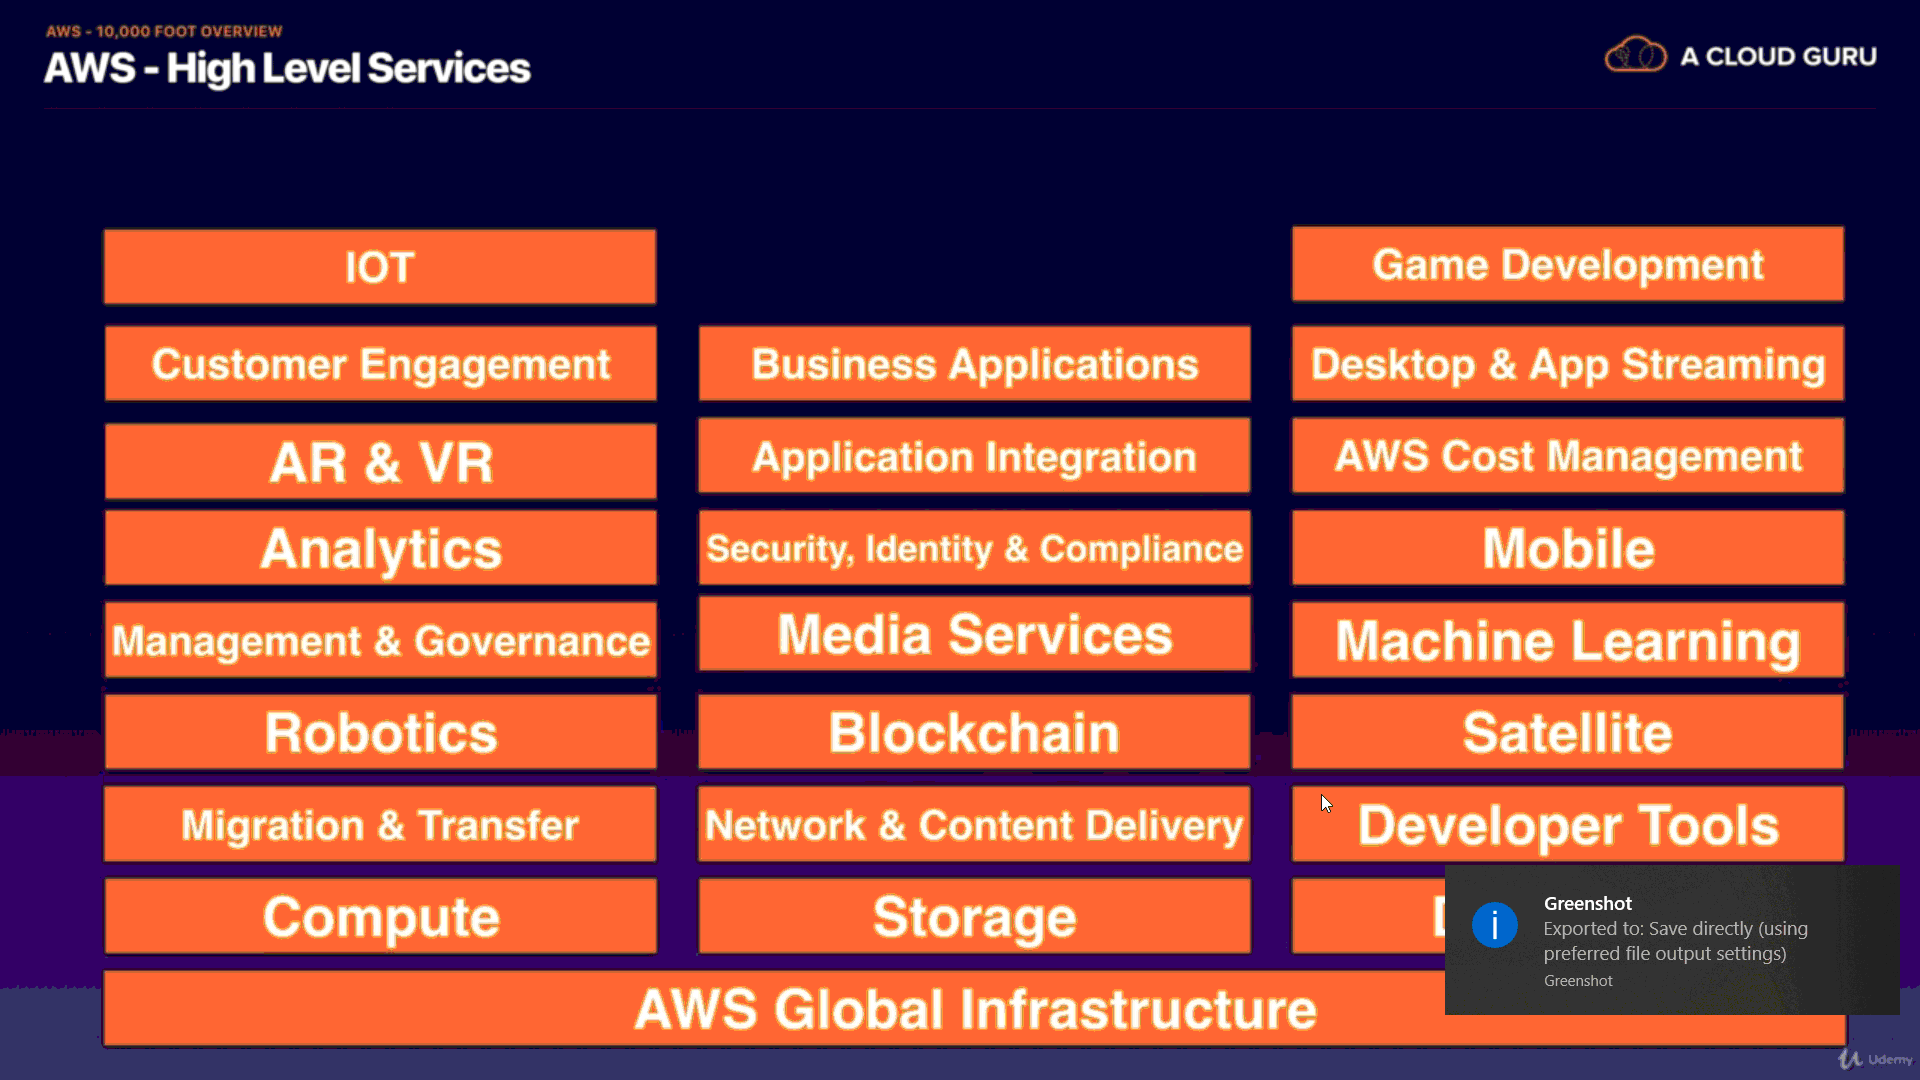 AWS - 10,000 FOOT OVERVIEW
AWS - High Level Services
A CLOUD GURU
IOT
Game Development
Customer Engagement
Business Applications
Desktop & App Streaming
AR & VR
Application Integration
AWS Cost Management
Analytics
Security, Identity & Compliance
Mobile
Management & Governance
Media Services
Machine Learning
Robotics
Blockchain
Satellite
Migration & Transfer
Network & Content Delivery
Developer Tools
Compute
Storage
AWS Global Infrastructure
Greenshot
Exported to: Save directly (using
preferred file output settings)
Greenshot
Udemy